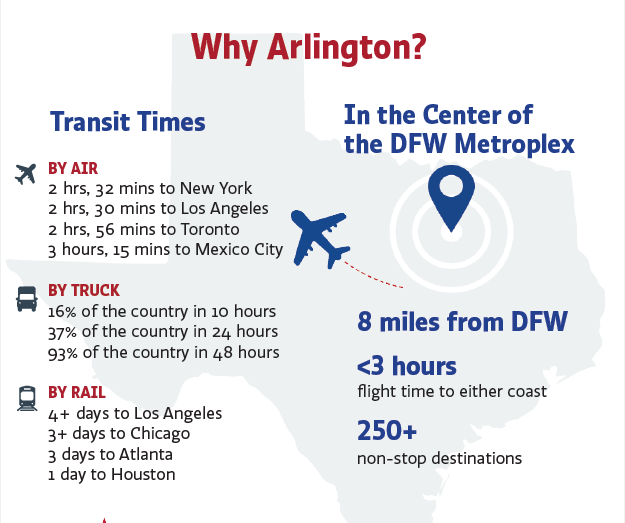 Why Arlington?
Transit Times
BY AIR
2 hrs, 32 mins to New York
2 hrs, 30 mins to Los Angeles
2 hrs, 56 mins to Toronto
3 hours, 15 mins to Mexico City
BY TRUCK
16% of the country in 10 hours
37% of the country in 24 hours
93% of the country in 48 hours
BY RAIL
4+ days to Los Angeles
3+ days to Chicago
3 days to Atlanta
1 day to Houston
In the Center of
the DFW Metroplex
8 miles from DFW
<3 hours
flight time to either coast
250+
non-stop destinations